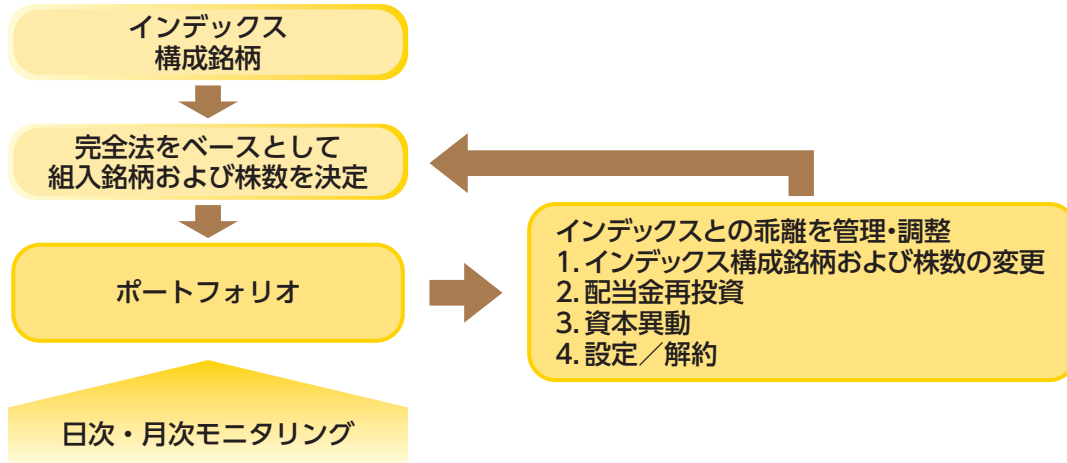 インデックス
構成銘柄
完全法をベースとして
組入銘柄および株数を決定
ポートフォリオ
インデックスとの乖離を管理・調整
1. インデックス構成銘柄および株数の変更
2. 配当金再投資
3. 資本異動
4. 設定／解約
日次・月次モニタリング